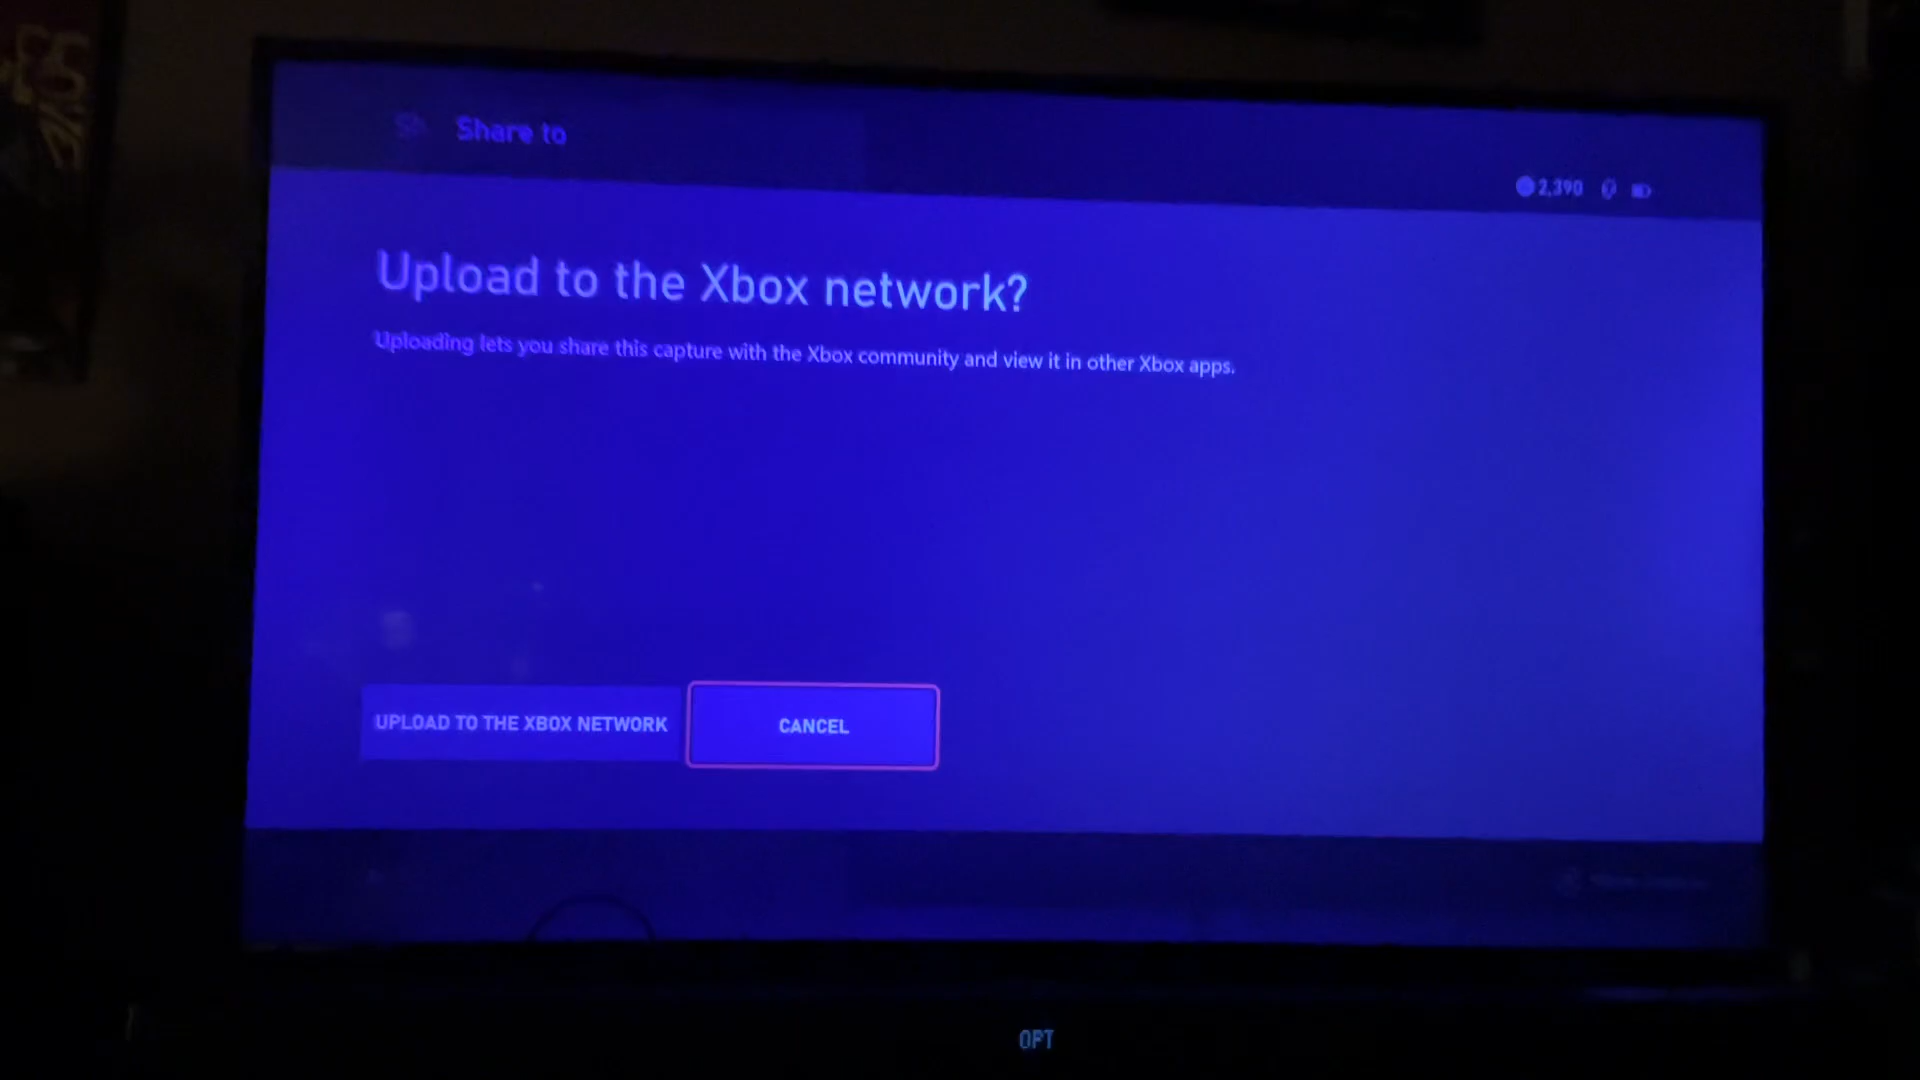 Share to
2,390
Upload to the Xbox network?
Uploading lets you share this capture with the Xbox community and view it in other Xbox apps.
UPLOAD TO THE XBOX NETWORK
CANCEL
OPT